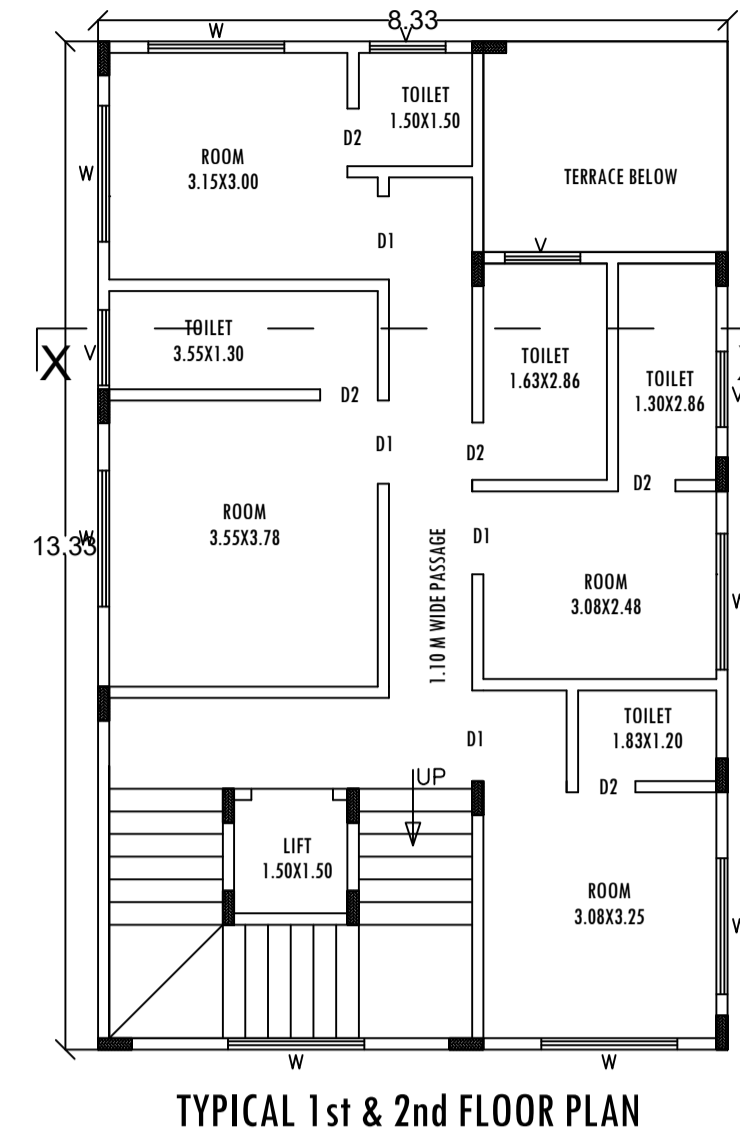 8.33
W
V
TOILET
1.50X1.50
D2
W
ROOM
3.15X3.00
TERRACE BELOW
D1
V
TOILET
3.55X1.30
X
V
TOILET
1.63X2.86
TOILET
1.30X2.86
V
D2
D1
D2
D2
ROOM
3.55X3.78
13.33
W
1.10 M WIDE PASSAGE
D1
ROOM
3.08X2.48
W
TOILET
1.83X1.20
D1
D2
UP
LIFT
1.50X1.50
ROOM
3.08X3.25
W
W
W
TYPICAL 1st & 2nd FLOOR PLAN